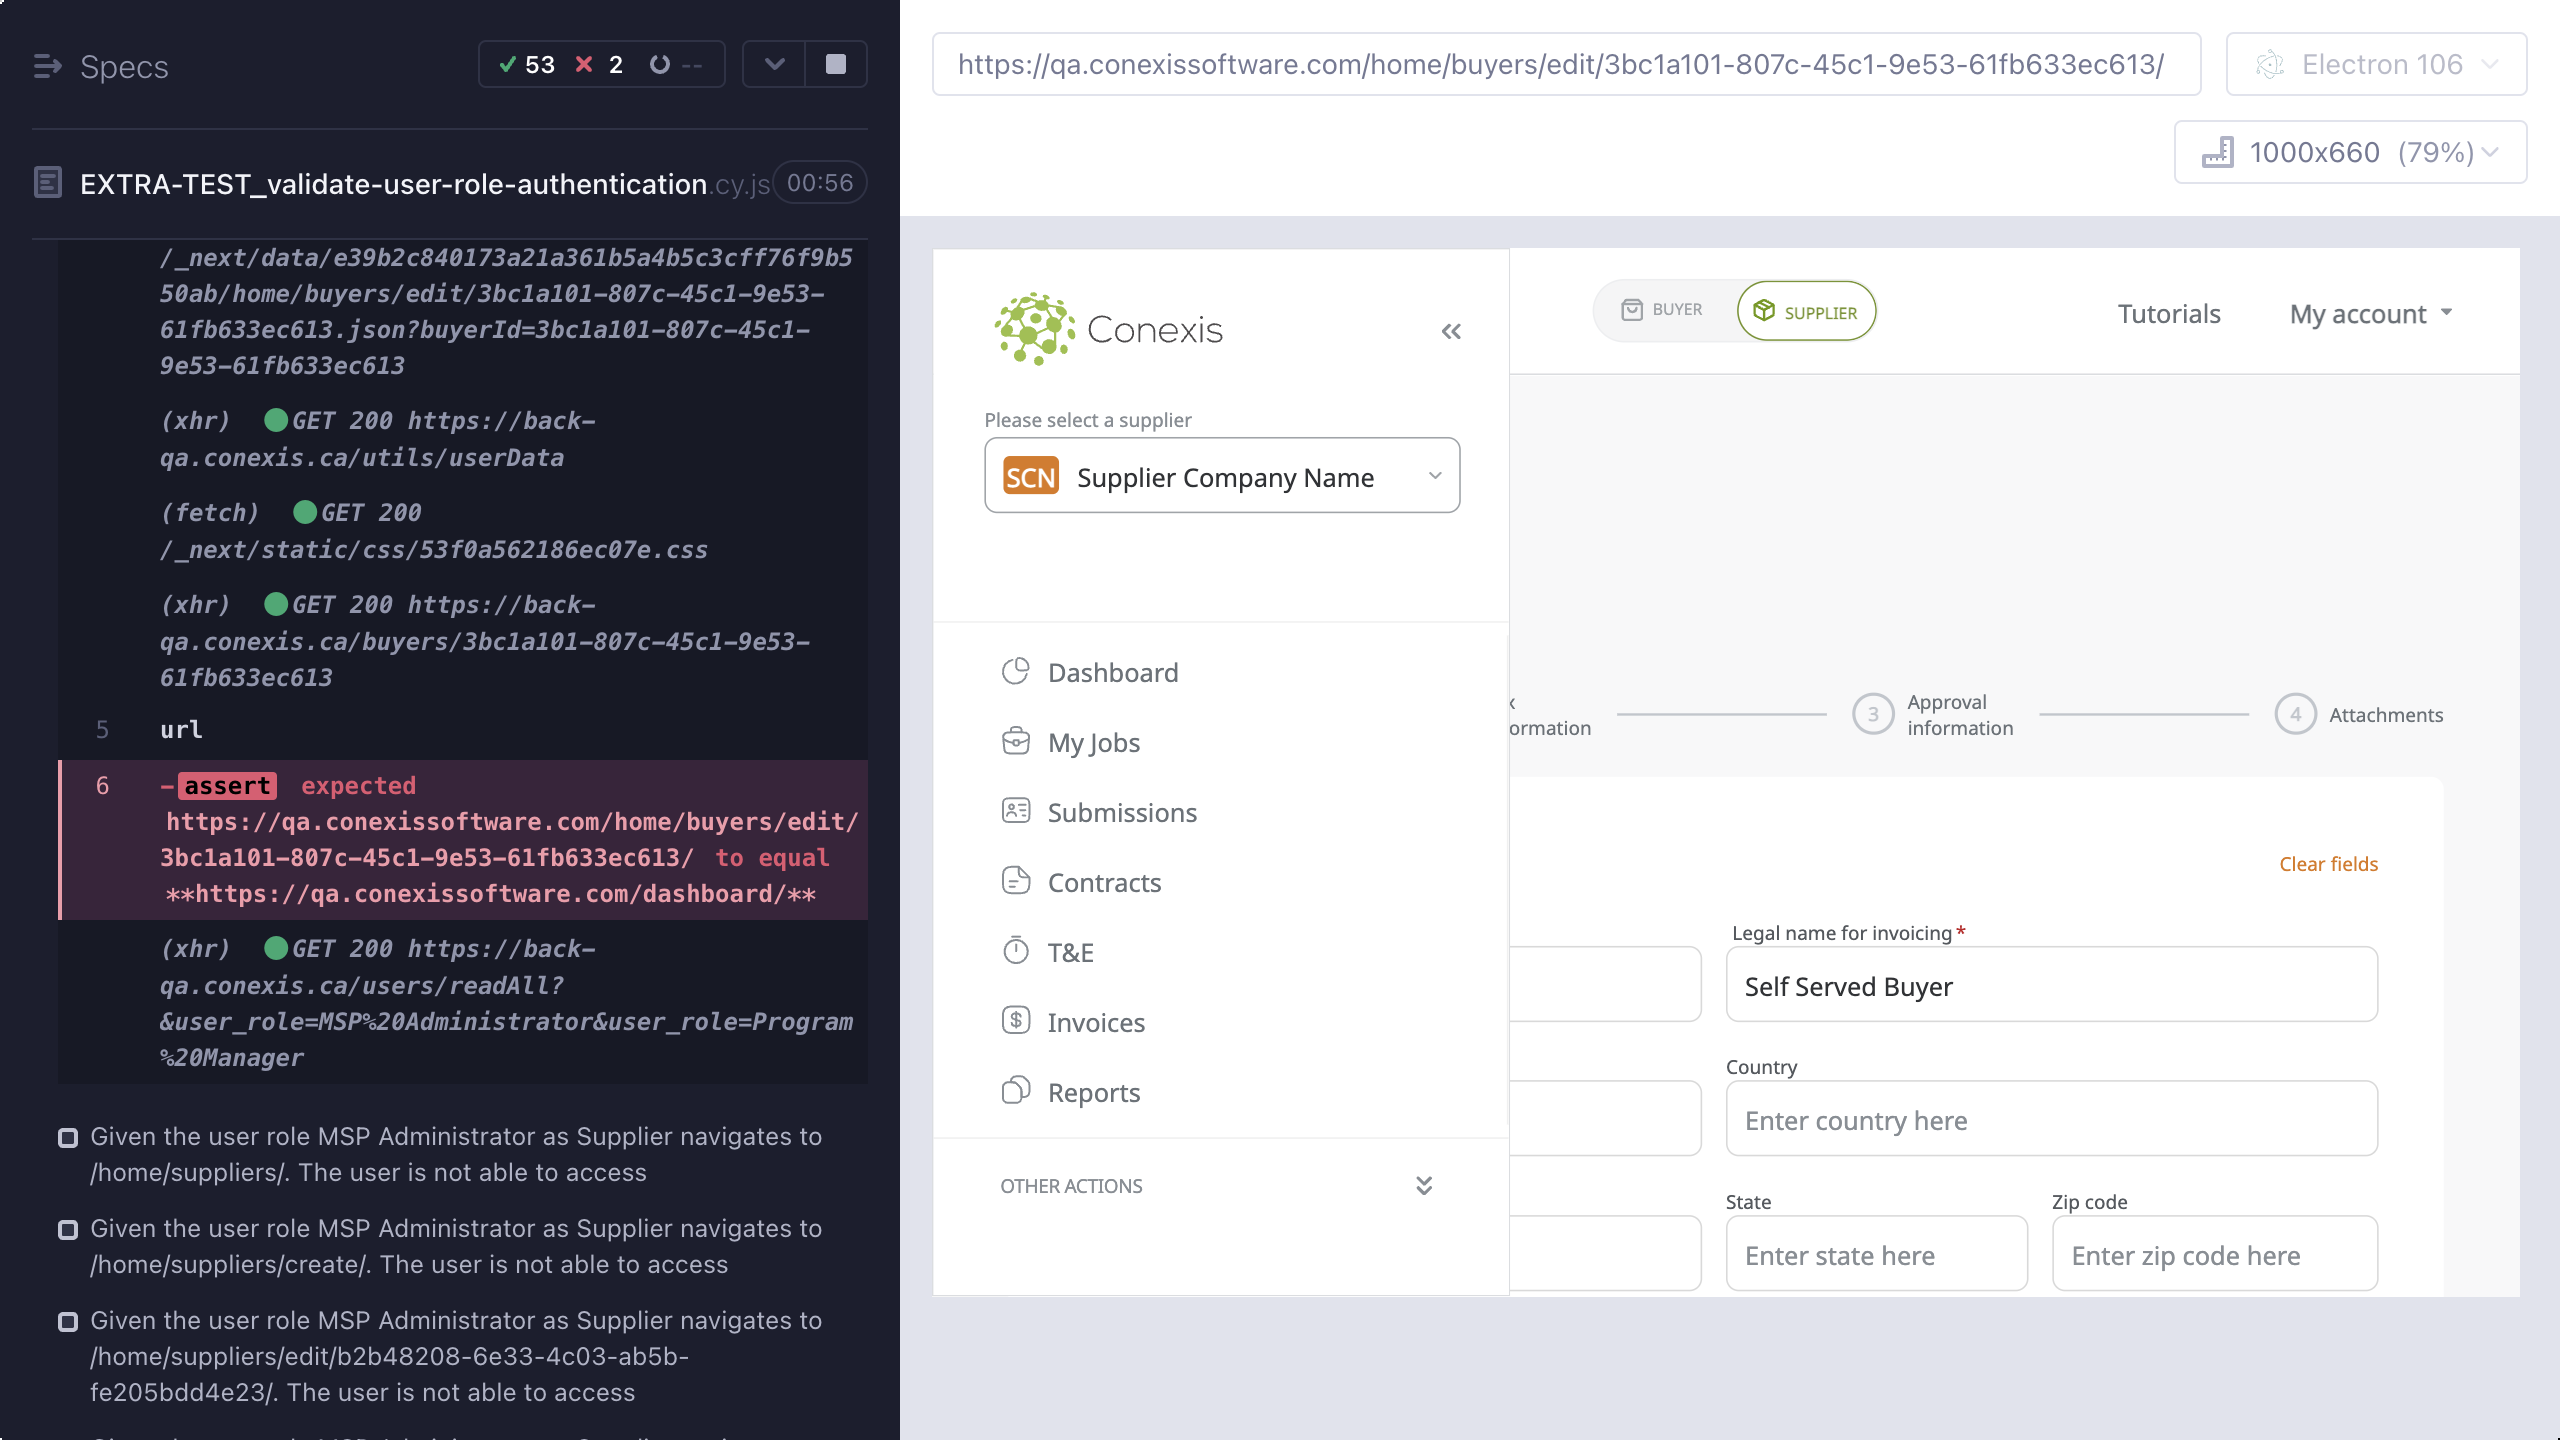 Specs
53 2 --
EXTRA-TEST_validate-user-role-authentication.cy.js 00:56
/_next/data/e39b2c840173a21a361b5a4b5c3cff76f9b5
50ab/home/buyers/edit/3bc1a101-807c-45c1-9e53-
61fb633ec613.json?buyerId=3bc1a101-807c-45c1-
9e53-61fb633ec613
(xhr) GET 200 https://back-
qa.conexis.ca/utils/userData
(fetch) GET 200
/_next/static/css/53f0a562186ec07e.css
(xhr) GET 200 https://back-
qa.conexis.ca/buyers/3bc1a101-807c-45c1-9e53-
61fb633ec613
5 url
6 -assert expected
https://qa.conexissoftware.com/home/buyers/edit/
3bc1a101-807c-45c1-9e53-61fb633ec613/ to equal
**https://qa.conexissoftware.com/dashboard/**
(xhr) GET 200 https://back-
qa.conexis.ca/users/readAll?
&user_role=MSP%20Administrator&user_role=Program
%20Manager
Given the user role MSP Administrator as Supplier navigates to
/home/suppliers/. The user is not able to access
Given the user role MSP Administrator as Supplier navigates to
/home/suppliers/create/. The user is not able to access
Given the user role MSP Administrator as Supplier navigates to
/home/suppliers/edit/b2b48208-6e33-4c03-ab5b-
fe205bdd4e23/. The user is not able to access
https://qa.conexissoftware.com/home/buyers/edit/3bc1a101-807c-45c1-9e53-61fb633ec613/
Electron 106
1000x660 (79%)
Conexis
BUYER
SUPPLIER
Tutorials
My account
Please select a supplier
SCN Supplier Company Name
Dashboard
My Jobs
Submissions
Contracts
T&E
Invoices
Reports
OTHER ACTIONS
x
ormation
3 Approval
information
4 Attachments
Clear fields
Legal name for invoicing*
Self Served Buyer
Country
Enter country here
State
Enter state here
Zip code
Enter zip code here